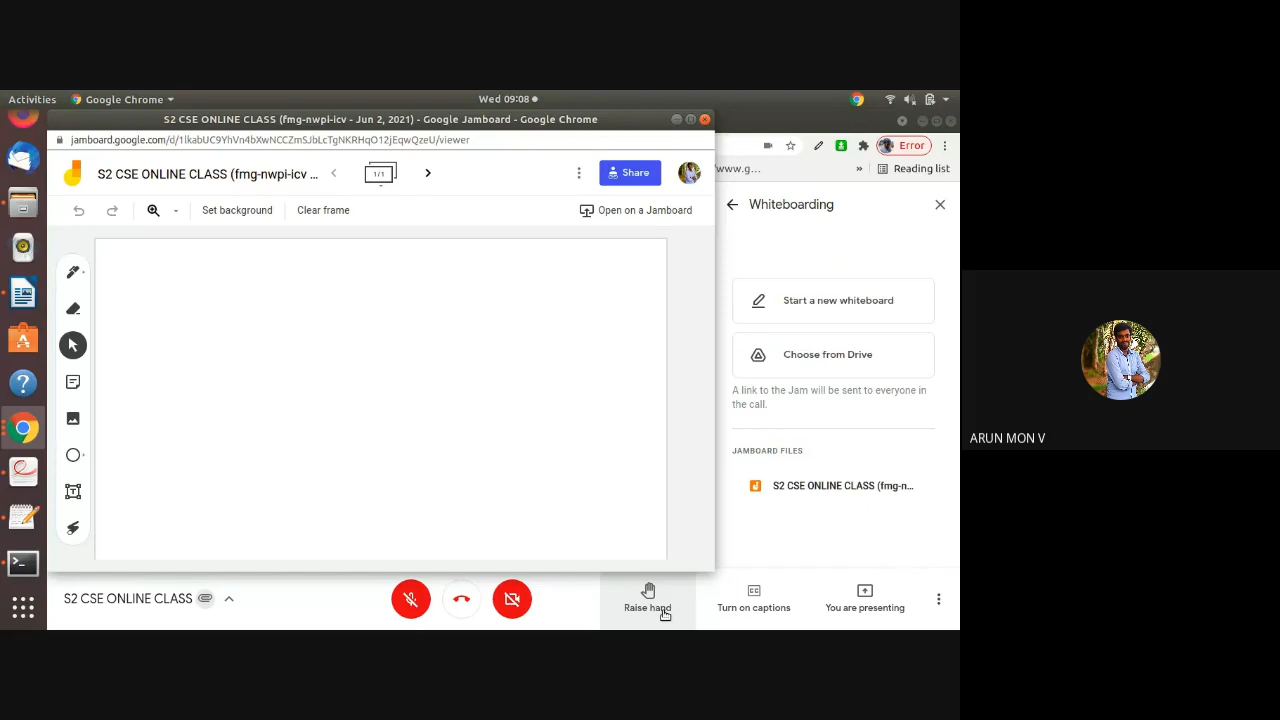 Activities
Google Chrome
Wed 09:08
S2 CSE ONLINE CLASS (fmg-nwpi-icv - Jun 2, 2021) - Google Jamboard - Google Chrome
jamboard.google.com/d/1lkabUC9YhVn4bXwNCCZmSJbLcTgNKRHqO12jEqwQzeU/viewer
Error
S2 CSE ONLINE CLASS (fmg-nwpi-icv ...
1/1
Share
/www.g...
»
Reading list
Set background
Clear frame
Open on a Jamboard
Whiteboarding
Start a new whiteboard
Choose from Drive
A link to the Jam will be sent to everyone in
the call.
JAMBOARD FILES
S2 CSE ONLINE CLASS (fmg-n...
ARUN MON V
S2 CSE ONLINE CLASS
Raise hand
CC
Turn on captions
You are presenting